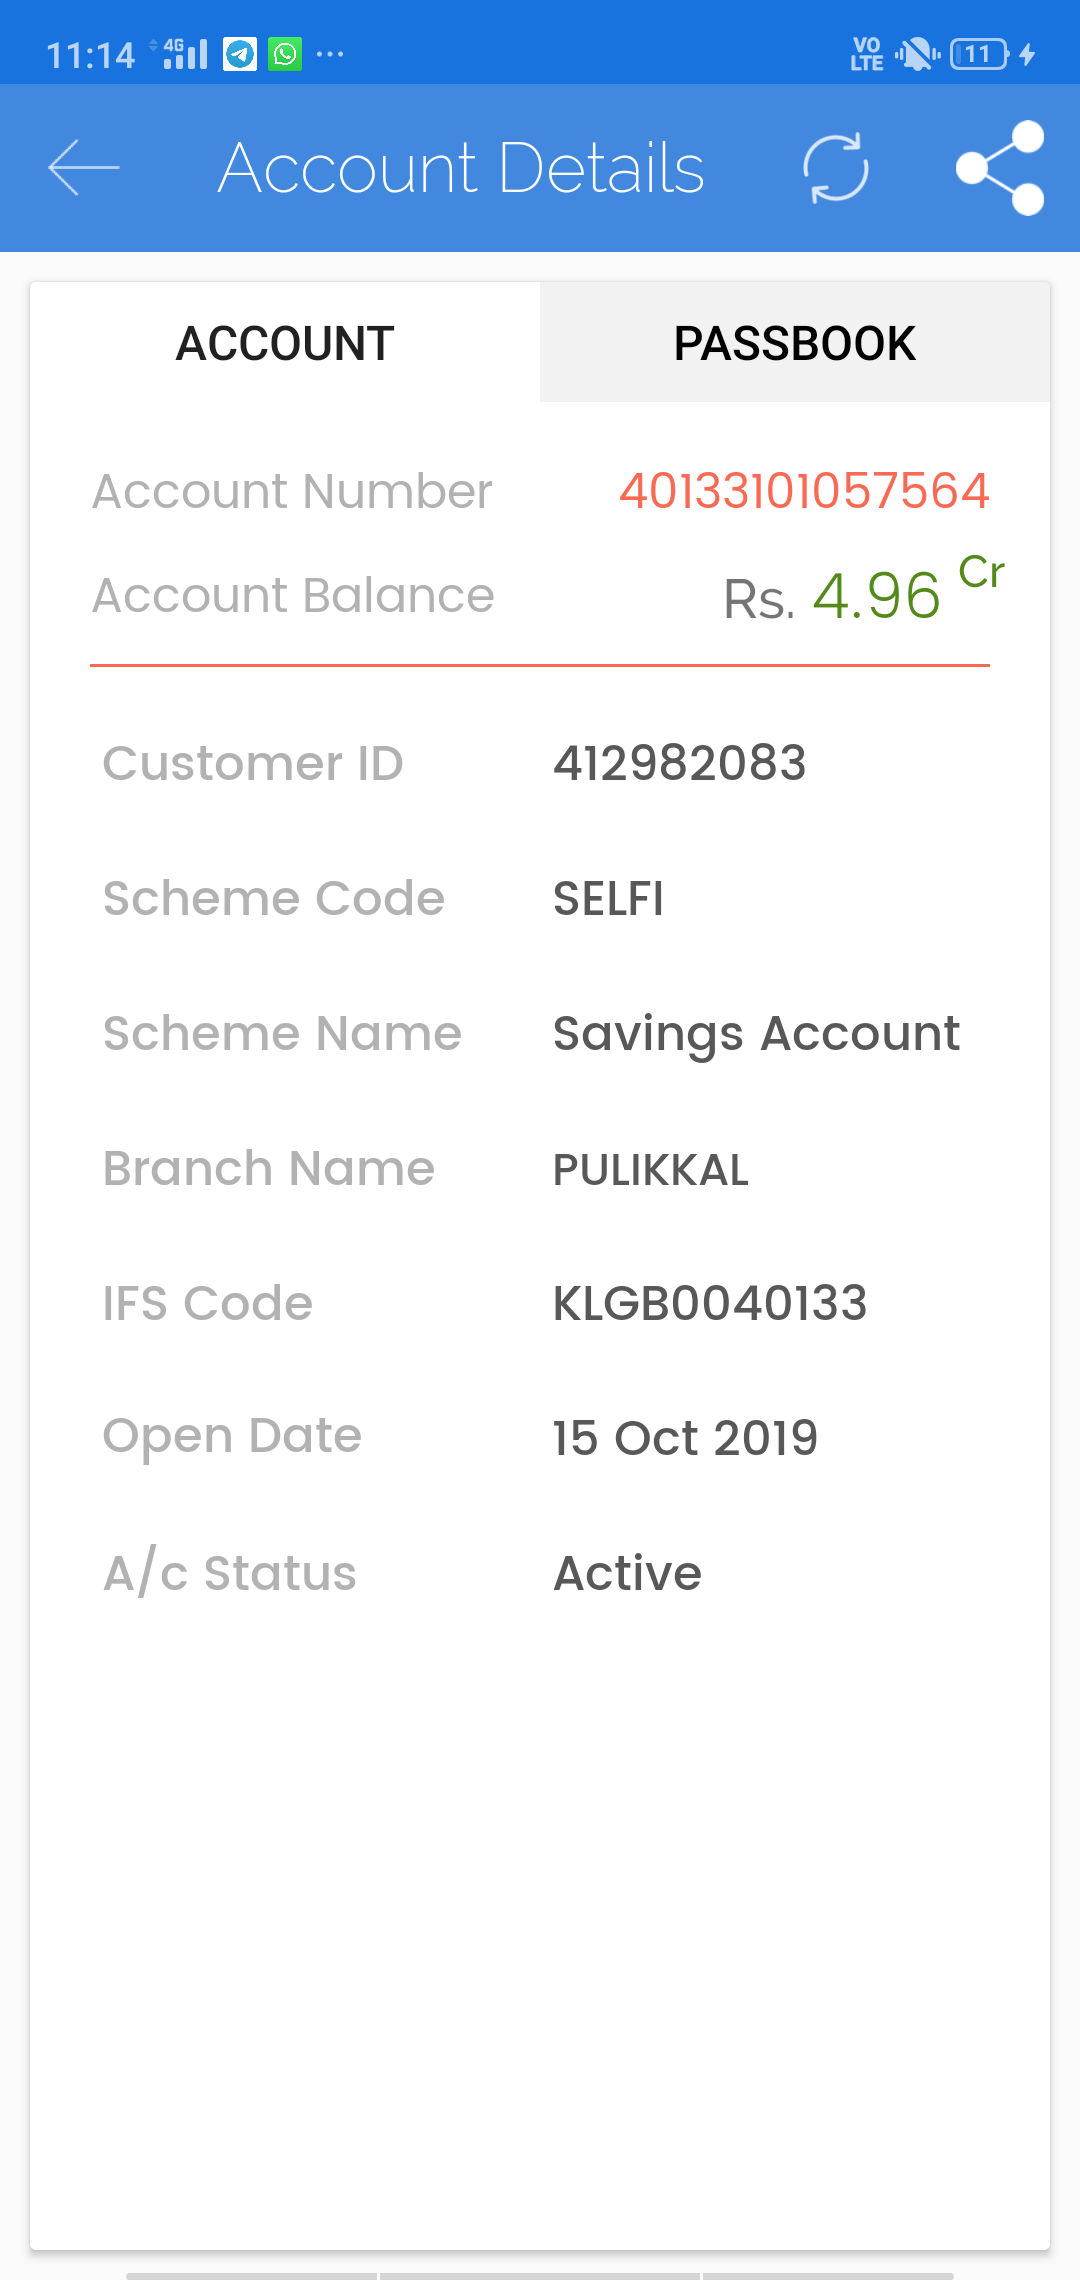 11:14 4G VO LTE 11
Account Details
ACCOUNT PASSBOOK
Account Number 40133101057564
Account Balance Rs. 4.96 Cr
Customer ID 412982083
Scheme Code SELFI
Scheme Name Savings Account
Branch Name PULIKKAL
IFS Code KLGB0040133
Open Date 15 Oct 2019
A/c Status Active